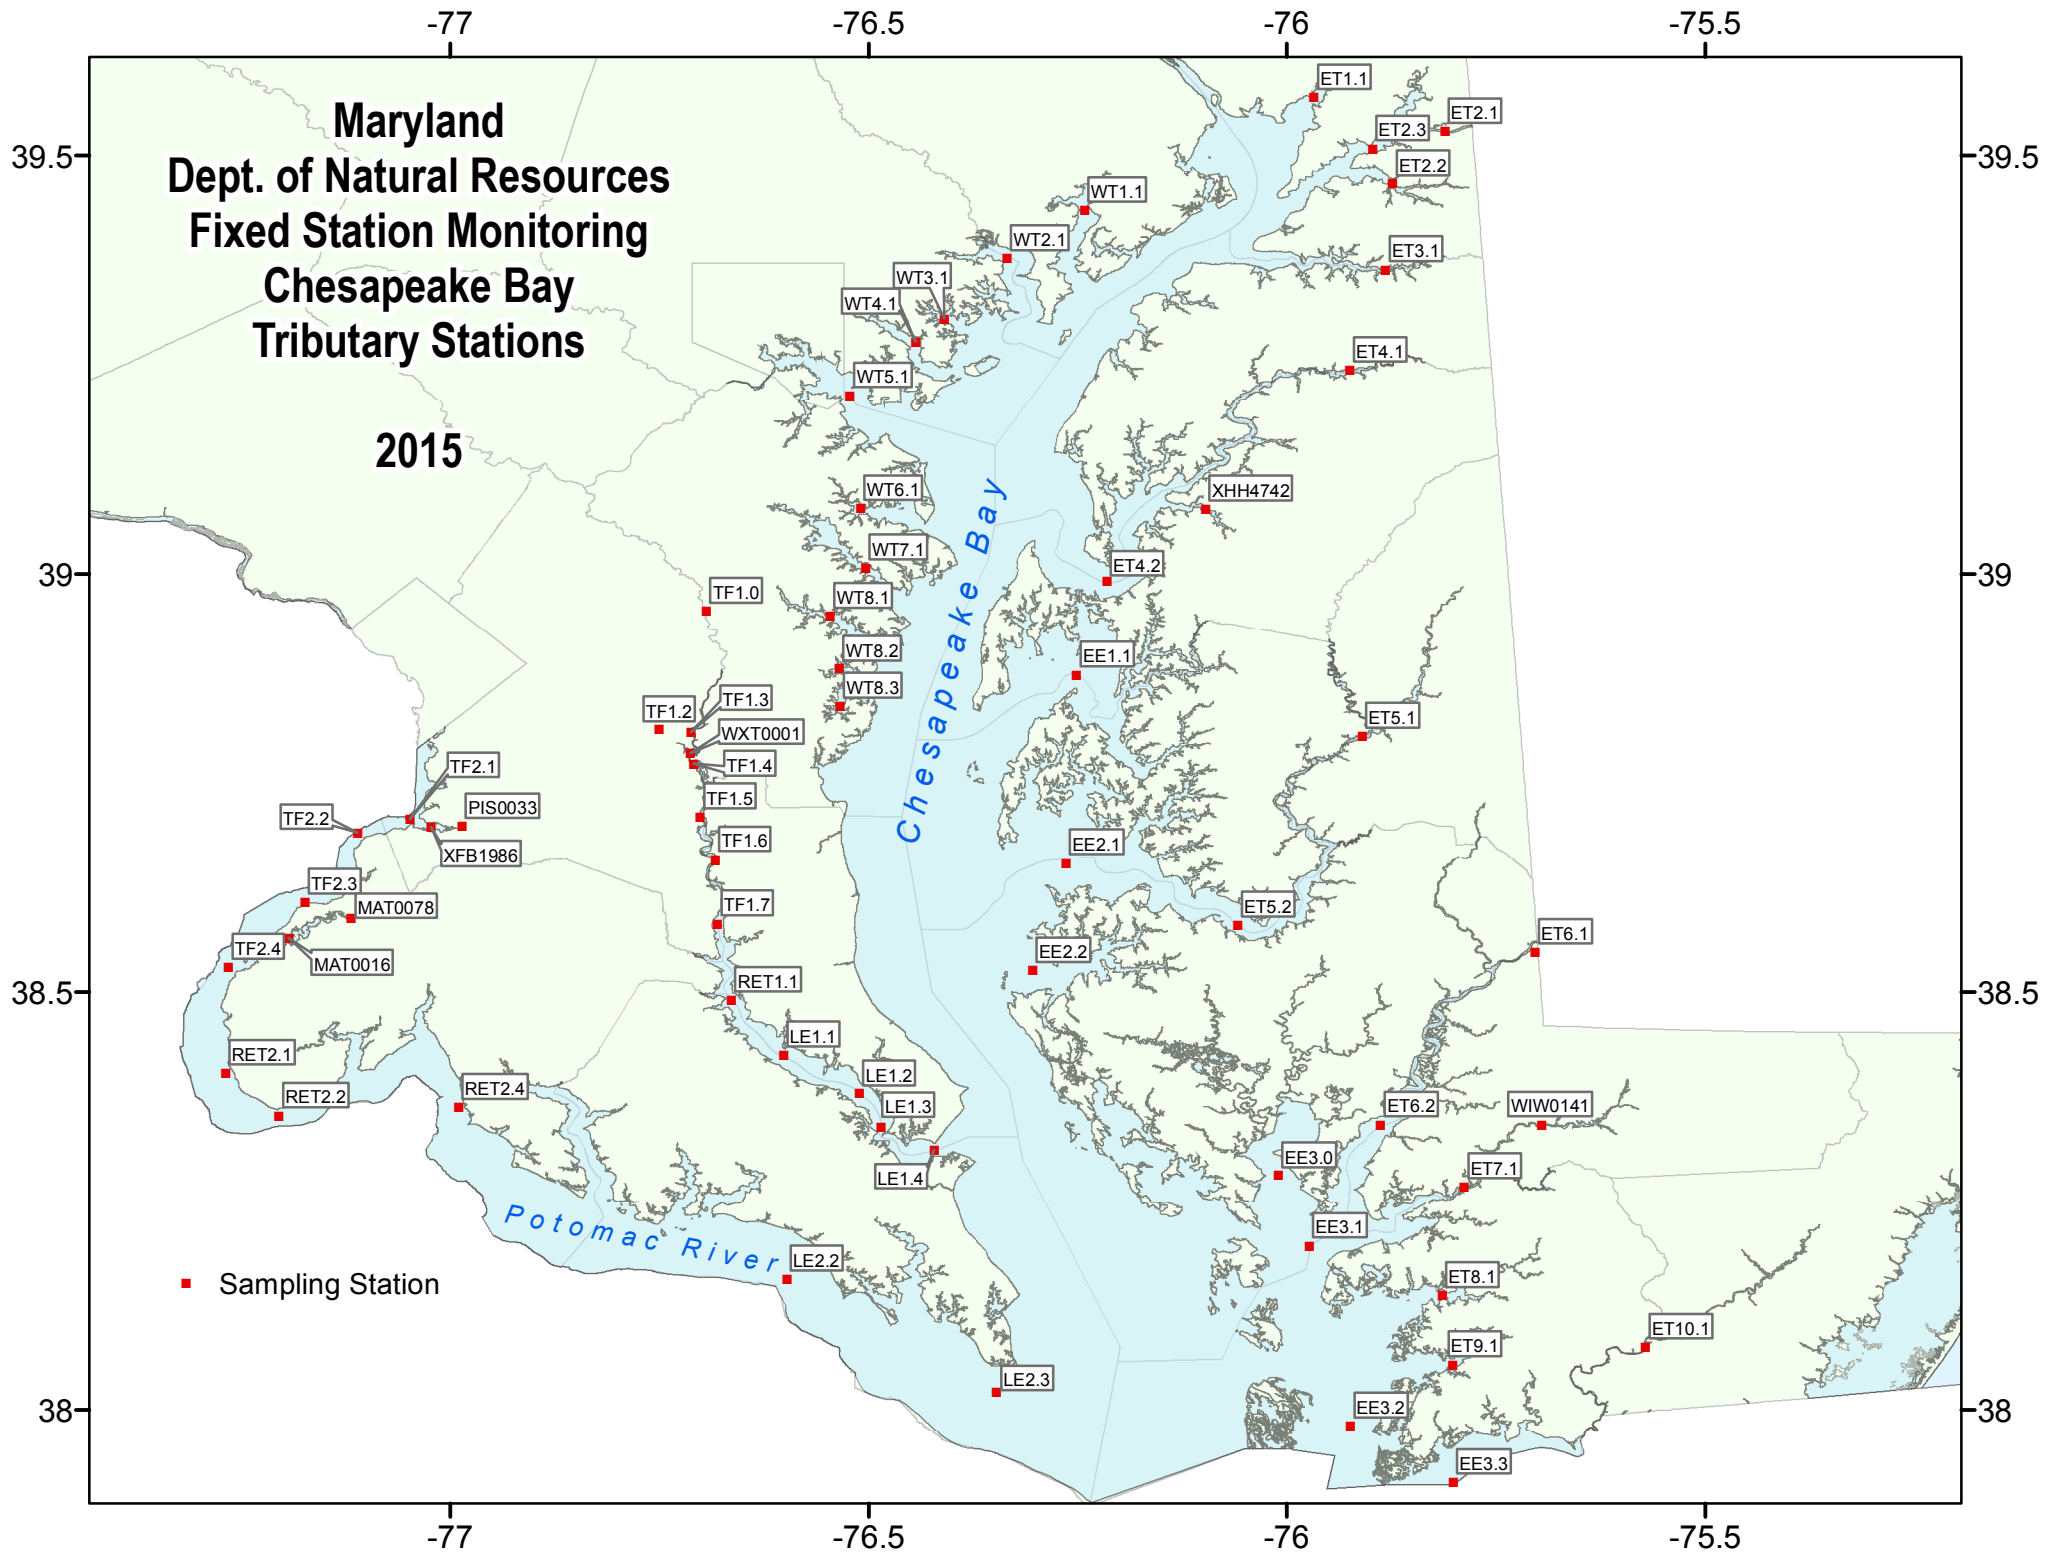 -77
-76.5
-76
-75.5
Maryland
Dept. of Natural Resources
Fixed Station Monitoring
Chesapeake Bay
Tributary Stations
2015
39.5
39.5
39
39
38.5
38.5
38
38
ET1.1
ET2.1
ET2.3
ET2.2
WT1.1
WT2.1
ET3.1
WT3.1
WT4.1
ET4.1
WT5.1
WT6.1
XHH4742
WT7.1
ET4.2
TF1.0
WT8.1
WT8.2
EE1.1
WT8.3
TF1.3
TF1.2
ET5.1
WXT0001
TF1.4
TF2.1
TF1.5
PIS0033
TF2.2
TF1.6
EE2.1
XFB1986
TF2.3
MAT0078
TF1.7
ET5.2
ET6.1
TF2.4
MAT0016
EE2.2
RET1.1
LE1.1
RET2.1
LE1.2
RET2.4
RET2.2
LE1.3
ET6.2
WIW0141
EE3.0
ET7.1
LE1.4
EE3.1
LE2.2
ET8.1
ET10.1
ET9.1
LE2.3
EE3.2
EE3.3
Chesapeake Bay
Potomac River
Sampling Station
-77
-76.5
-76
-75.5